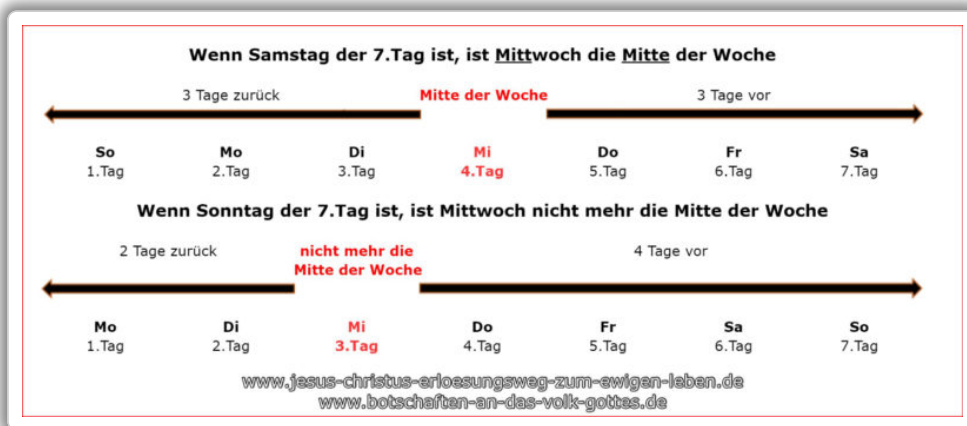 Wenn Samstag der 7.Tag ist, ist Mittwoch die Mitte der Woche
3 Tage zurück Mitte der Woche 3 Tage vor
So Mo Di Mi Do Fr Sa
1.Tag 2.Tag 3.Tag 4.Tag 5.Tag 6.Tag 7.Tag
Wenn Sonntag der 7.Tag ist, ist Mittwoch nicht mehr die Mitte der Woche
2 Tage zurück nicht mehr die 4 Tage vor
Mitte der Woche
Mo Di Mi Do Fr Sa So
1.Tag 2.Tag 3.Tag 4.Tag 5.Tag 6.Tag 7.Tag
www.jesus-christus-erloesungsweg-zum-ewigen-leben.de
www.botschaften-an-das-volk-gottes.de